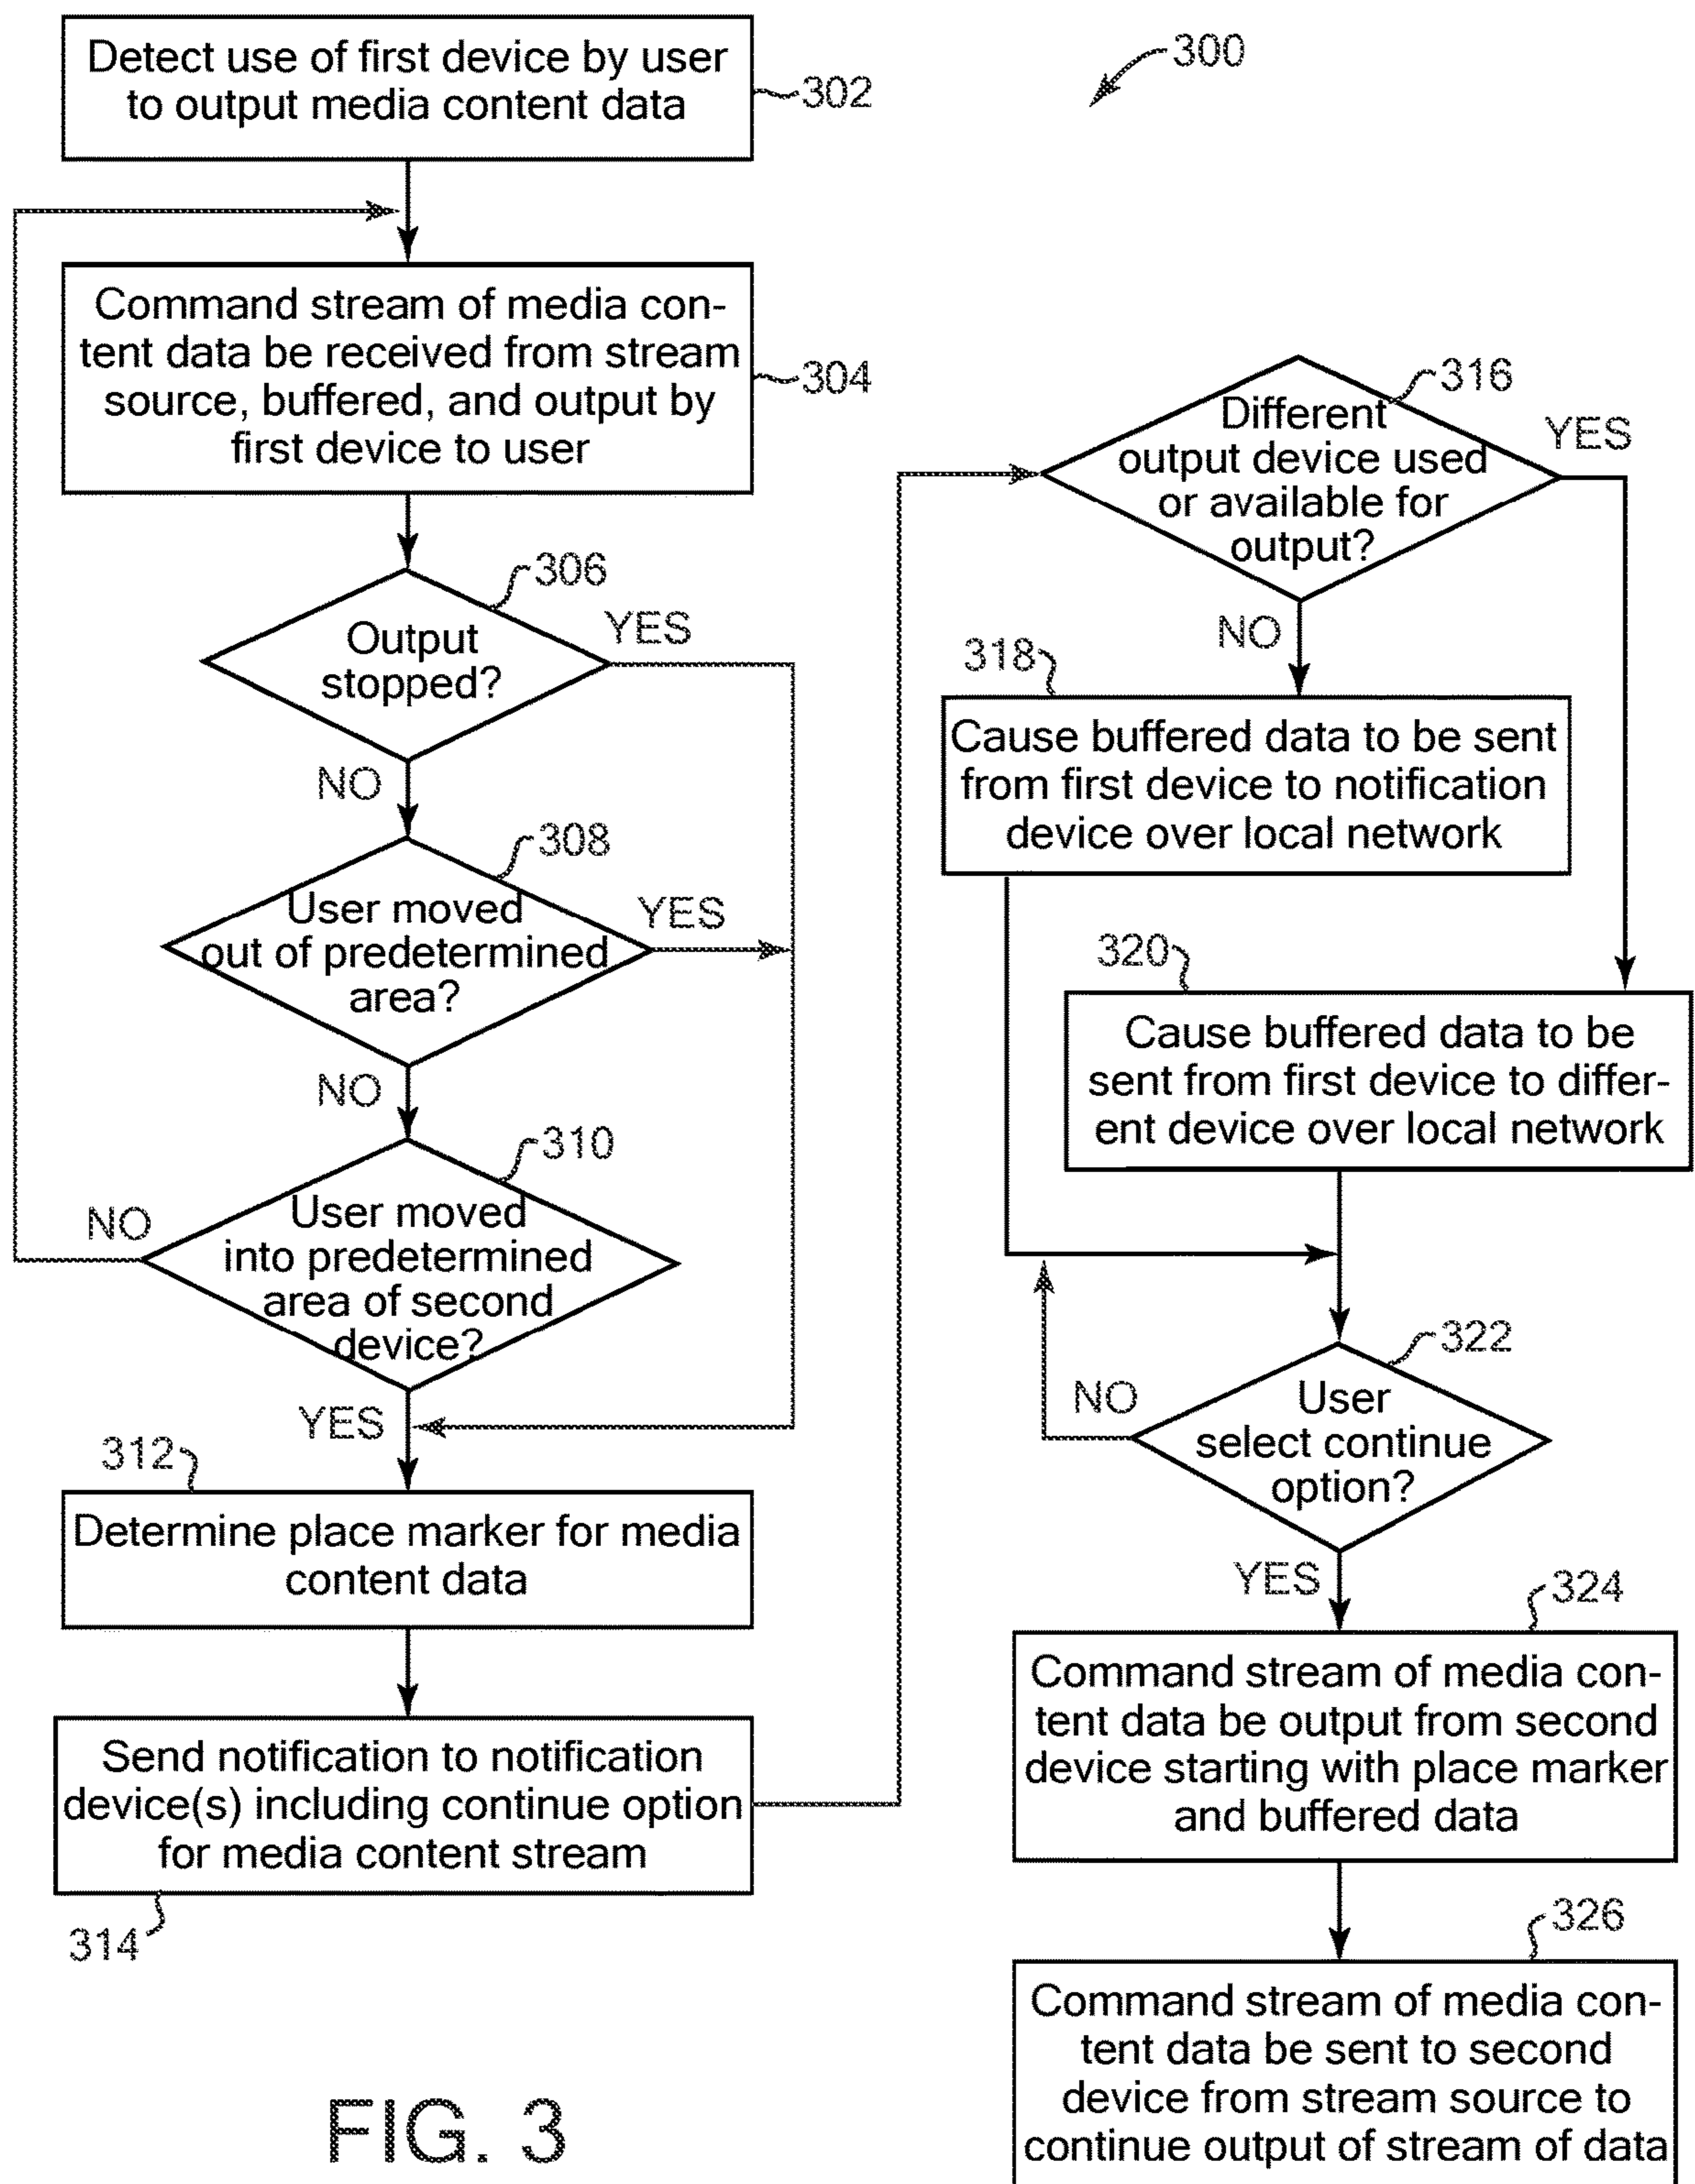 300
Detect use of first device by user
to output media content data
302
Command stream of media con-
tent data be received from stream
source, buffered, and output by
first device to user
304
306
Output
stopped?
YES
NO
308
User moved
out of predetermined
area?
YES
NO
310
User moved
into predetermined
area of second
device?
NO
YES
312
Determine place marker for media
content data
Send notification to notification
device(s) including continue option
for media content stream
314
316
Different
output device used
or available for
output?
YES
NO
318
Cause buffered data to be sent
from first device to notification
device over local network
320
Cause buffered data to be
sent from first device to differ-
ent device over local network
322
User
select continue
option?
NO
YES
324
Command stream of media con-
tent data be output from second
device starting with place marker
and buffered data
326
Command stream of media con-
tent data be sent to second
device from stream source to
continue output of stream of data
FIG. 3